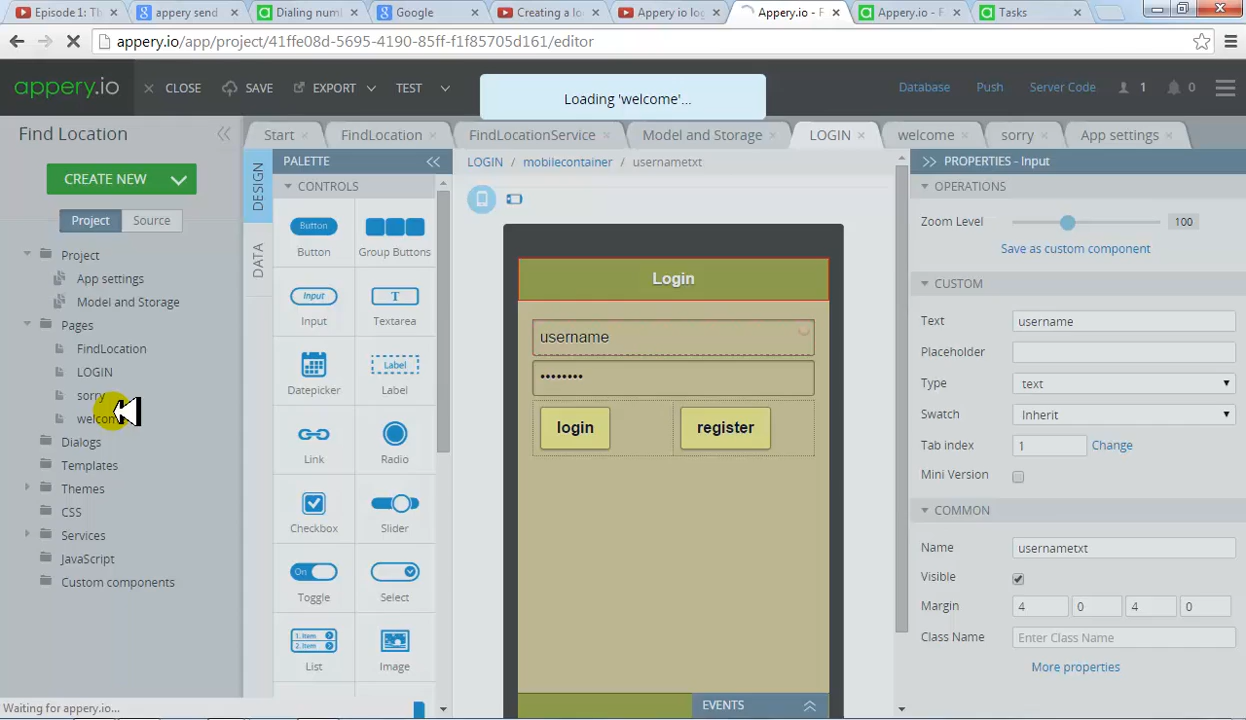 Episode 1: Th
appery send
Dialing num
Google
Creating a lo
Appery io log
Appery.io - F
Appery.io - F
Tasks
appery.io/app/project/41ffe08d-5695-4190-85ff-f1f85705d161/editor
appery.io
CLOSE
SAVE
EXPORT
TEST
Loading 'welcome'...
Database
Push
Server Code
1
0
Find Location
Start
FindLocation
FindLocationService
Model and Storage
LOGIN
welcome
sorry
App settings
CREATE NEW
Project
Source
Project
App settings
Model and Storage
Pages
FindLocation
LOGIN
sorry
Dialogs
Templates
Themes
CSS
Services
JavaScript
Custom components
DESIGN
DATA
PALETTE
CONTROLS
Button
Button
Group Buttons
Input
Input
T
Textarea
Datepicker
Label
Label
Link
Radio
Checkbox
Slider
On
Toggle
Select
1. Item
2. Item
List
Image
LOGIN / mobilecontainer / usernametxt
Login
username
••••••••
login
register
EVENTS
PROPERTIES - Input
OPERATIONS
Zoom Level
100
Save as custom component
CUSTOM
Text
username
Placeholder
Type
text
Swatch
Inherit
Tab index
1
Change
Mini Version
COMMON
Name
usernametxt
Visible
Margin
4
0
4
0
Class Name
Enter Class Name
More properties
Waiting for appery.io...